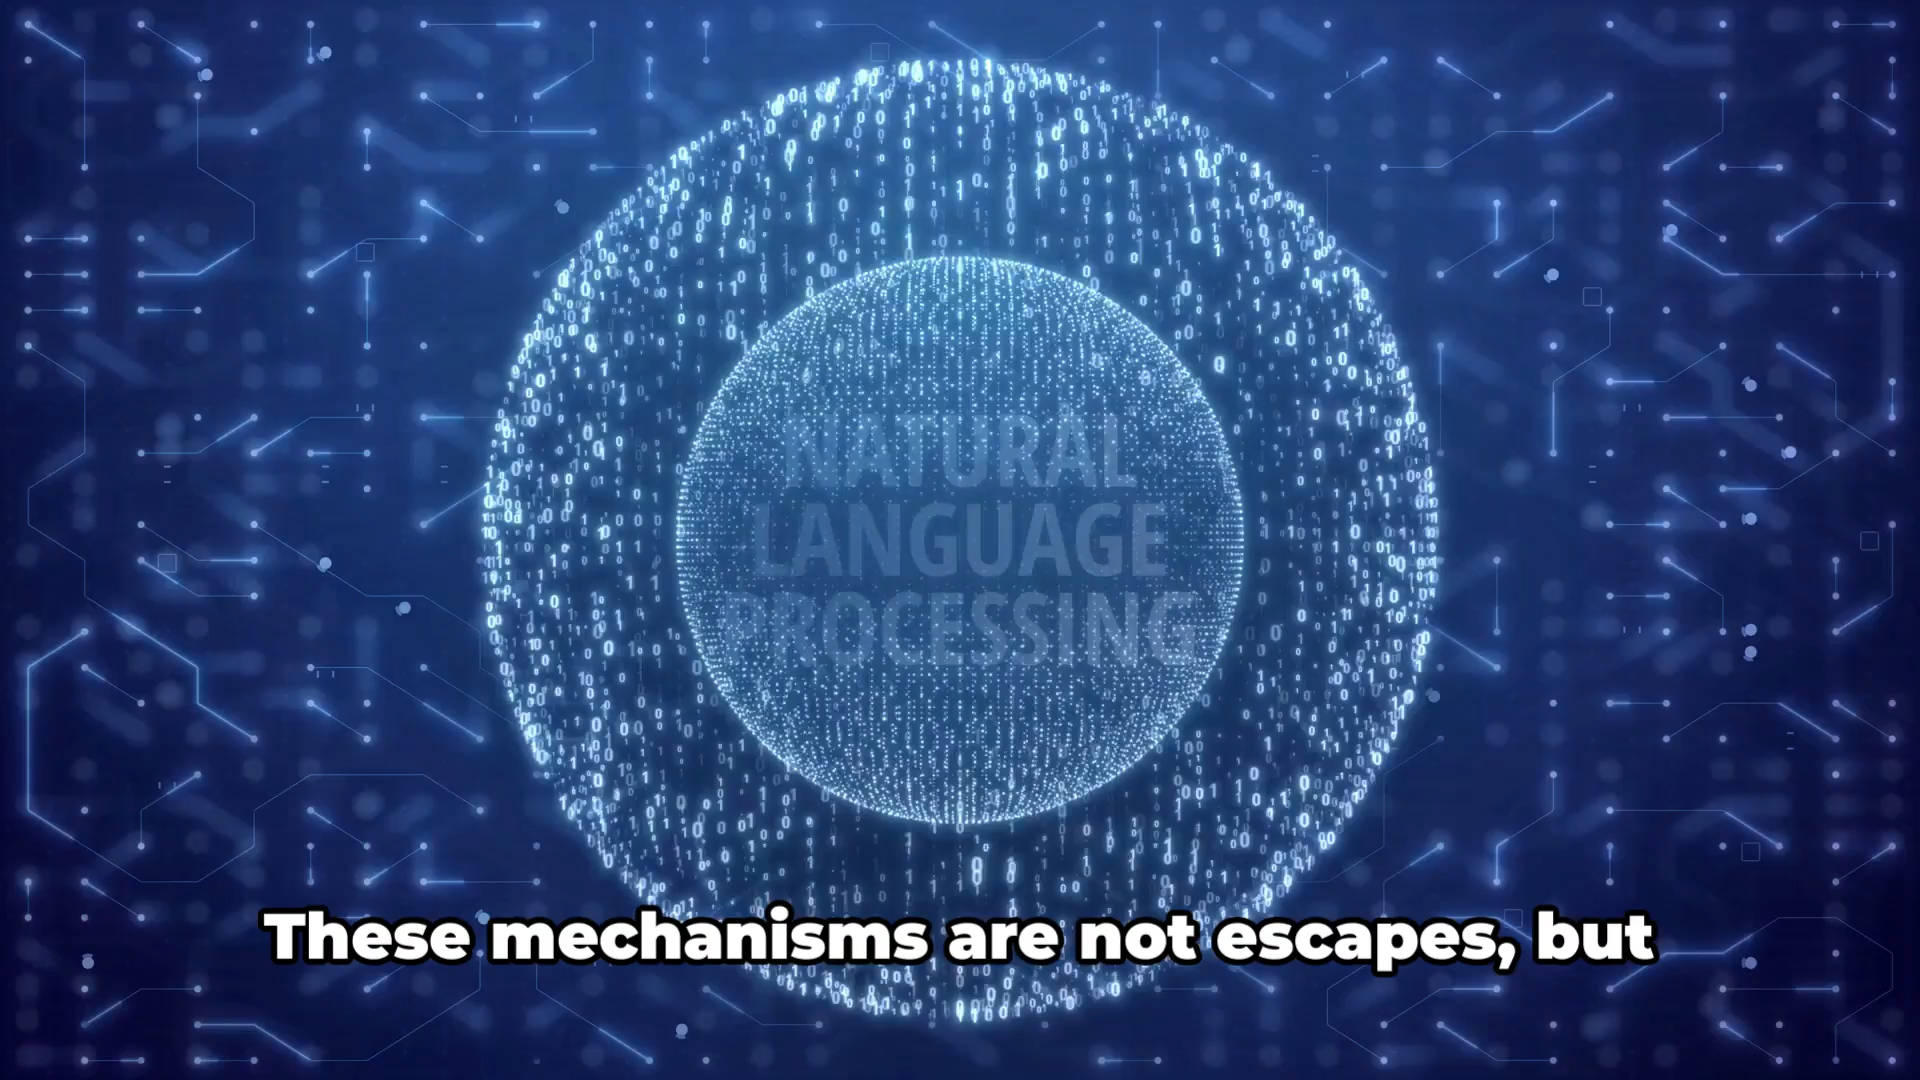 NATURAL
LANGUAGE
PROCESSING
These mechanisms are not escapes, but